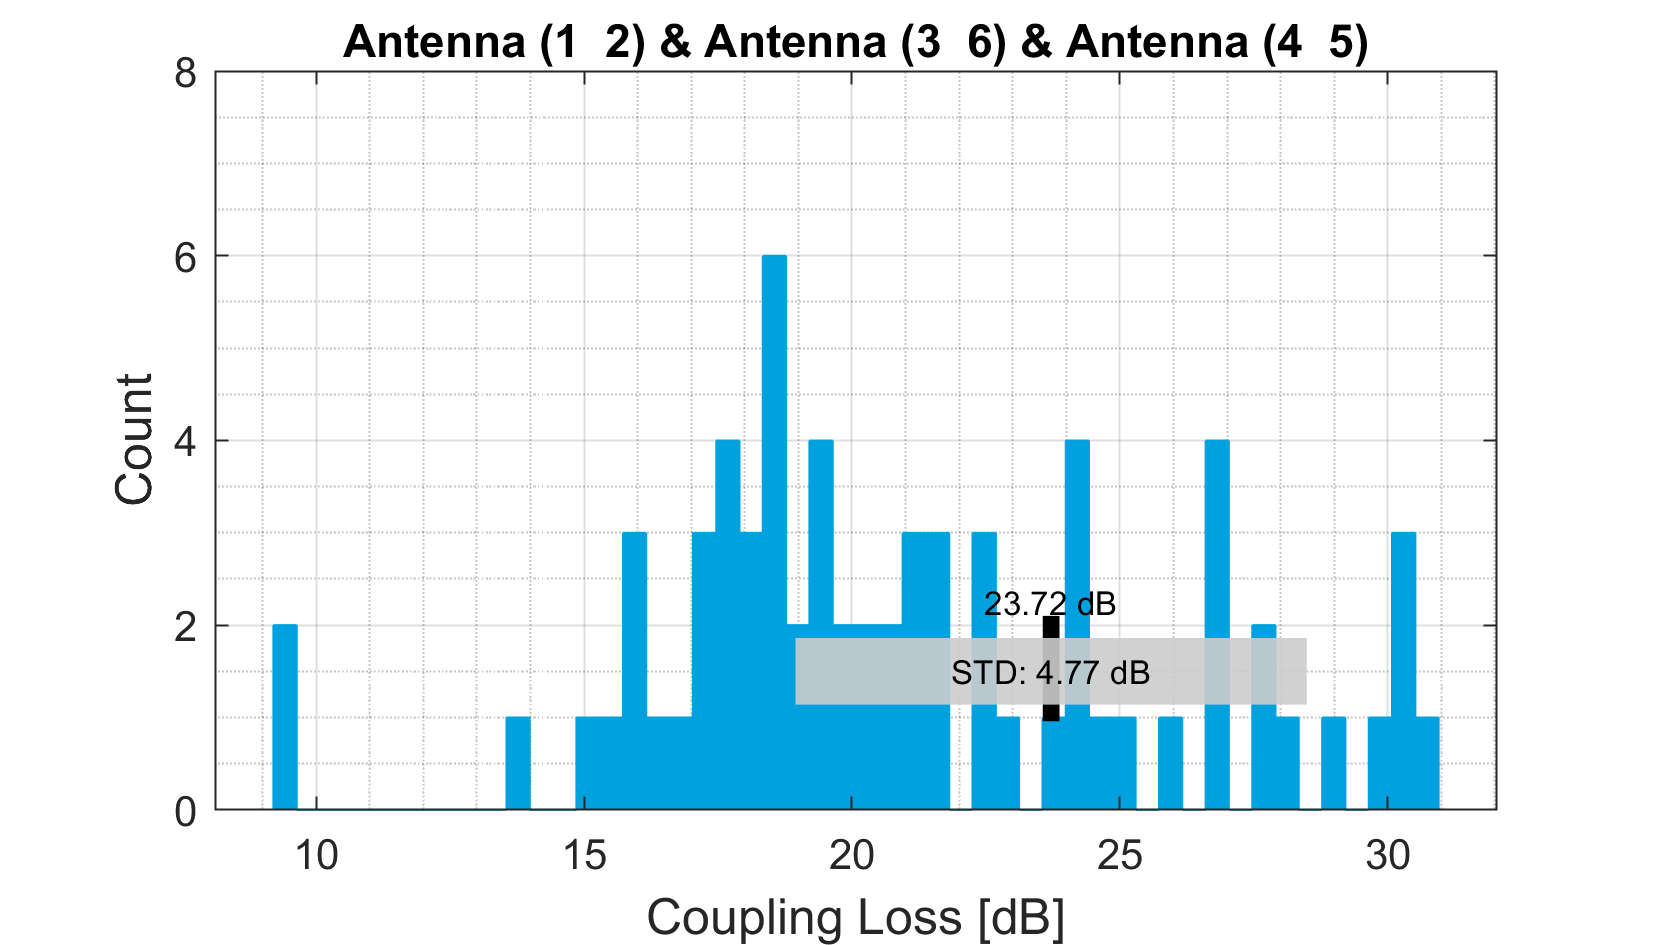 Antenna (1  2) & Antenna (3  6) & Antenna (4  5)
8
6
4
2
0
Count
23.72 dB
STD: 4.77 dB
10 15 20 25 30
Coupling Loss [dB]